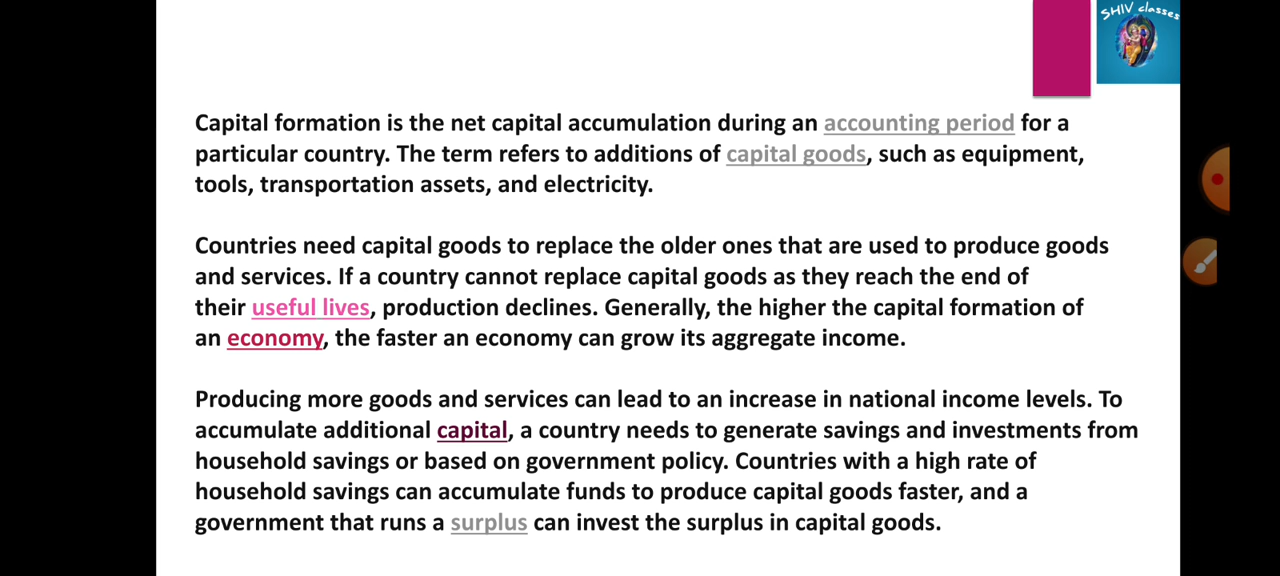 SHIV classes
Capital formation is the net capital accumulation during an accounting period for a
particular country. The term refers to additions of capital goods, such as equipment,
tools, transportation assets, and electricity.
Countries need capital goods to replace the older ones that are used to produce goods
and services. If a country cannot replace capital goods as they reach the end of
their useful lives, production declines. Generally, the higher the capital formation of
an economy, the faster an economy can grow its aggregate income.
Producing more goods and services can lead to an increase in national income levels. To
accumulate additional capital, a country needs to generate savings and investments from
household savings or based on government policy. Countries with a high rate of
household savings can accumulate funds to produce capital goods faster, and a
government that runs a surplus can invest the surplus in capital goods.